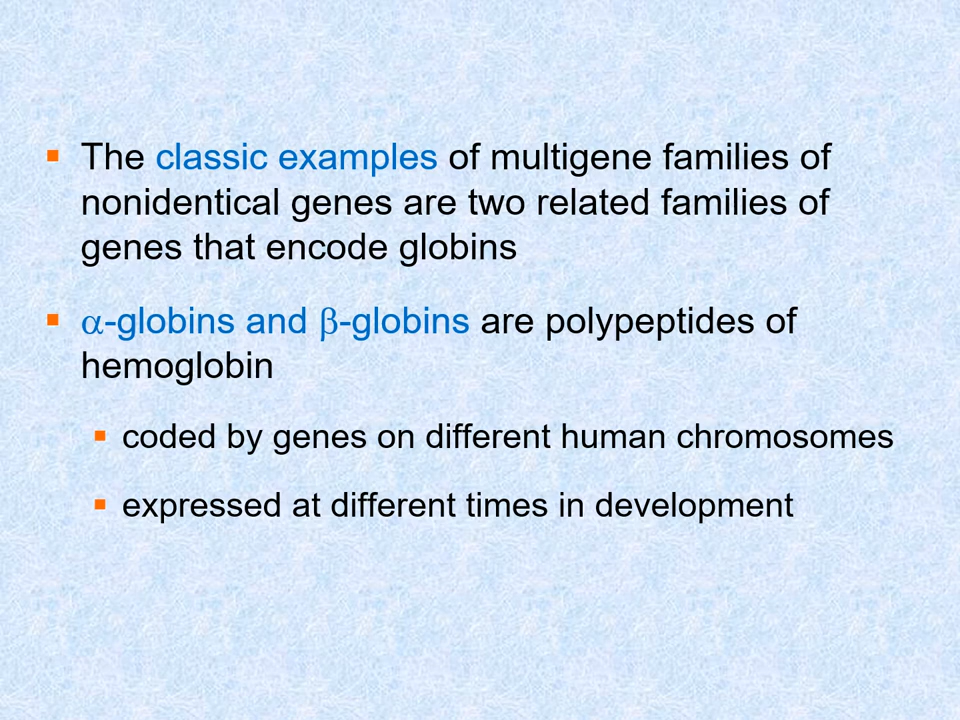 ▪ The classic examples of multigene families of
nonidentical genes are two related families of
genes that encode globins
▪ α-globins and β-globins are polypeptides of
hemoglobin
▪ coded by genes on different human chromosomes
▪ expressed at different times in development